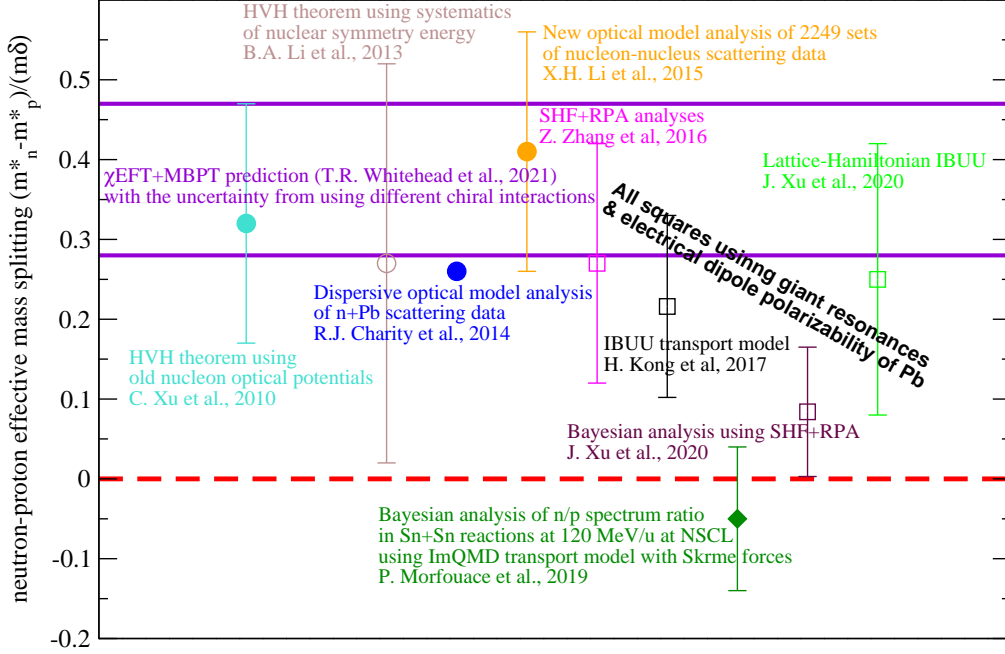 neutron-proton effective mass splitting (m*_n-m*_p)/(mδ)
0.5
0.4
0.3
0.2
0.1
0
-0.1
-0.2
HVH theorem using systematics
of nuclear symmetry energy
B.A. Li et al., 2013
New optical model analysis of 2249 sets
of nucleon-nucleus scattering data
X.H. Li et al., 2015
SHF+RPA analyses
Z. Zhang et al, 2016
Lattice-Hamiltonian IBUU
J. Xu et al., 2020
χEFT+MBPT prediction (T.R. Whitehead et al., 2021)
with the uncertainty from using different chiral interactions
All squares usinng giant resonances
& electrical dipole polarizability of Pb
Dispersive optical model analysis
of n+Pb scattering data
R.J. Charity et al., 2014
IBUU transport model
H. Kong et al, 2017
HVH theorem using
old nucleon optical potentials
C. Xu et al., 2010
Bayesian analysis using SHF+RPA
J. Xu et al., 2020
Bayesian analysis of n/p spectrum ratio
in Sn+Sn reactions at 120 MeV/u at NSCL
using ImQMD transport model with Skrme forces
P. Morfouace et al., 2019